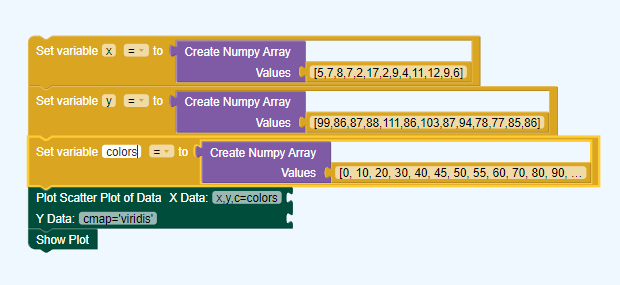 Set variable x = to Create Numpy Array
Values [5,7,8,7,2,17,2,9,4,11,12,9,6]
Set variable y = to Create Numpy Array
Values [99,86,87,88,111,86,103,87,94,78,77,85,86]
Set variable colors = to Create Numpy Array
Values [0, 10, 20, 30, 40, 45, 50, 55, 60, 70, 80, 90, ...
Plot Scatter Plot of Data X Data: x,y,c=colors
Y Data: cmap='viridis'
Show Plot